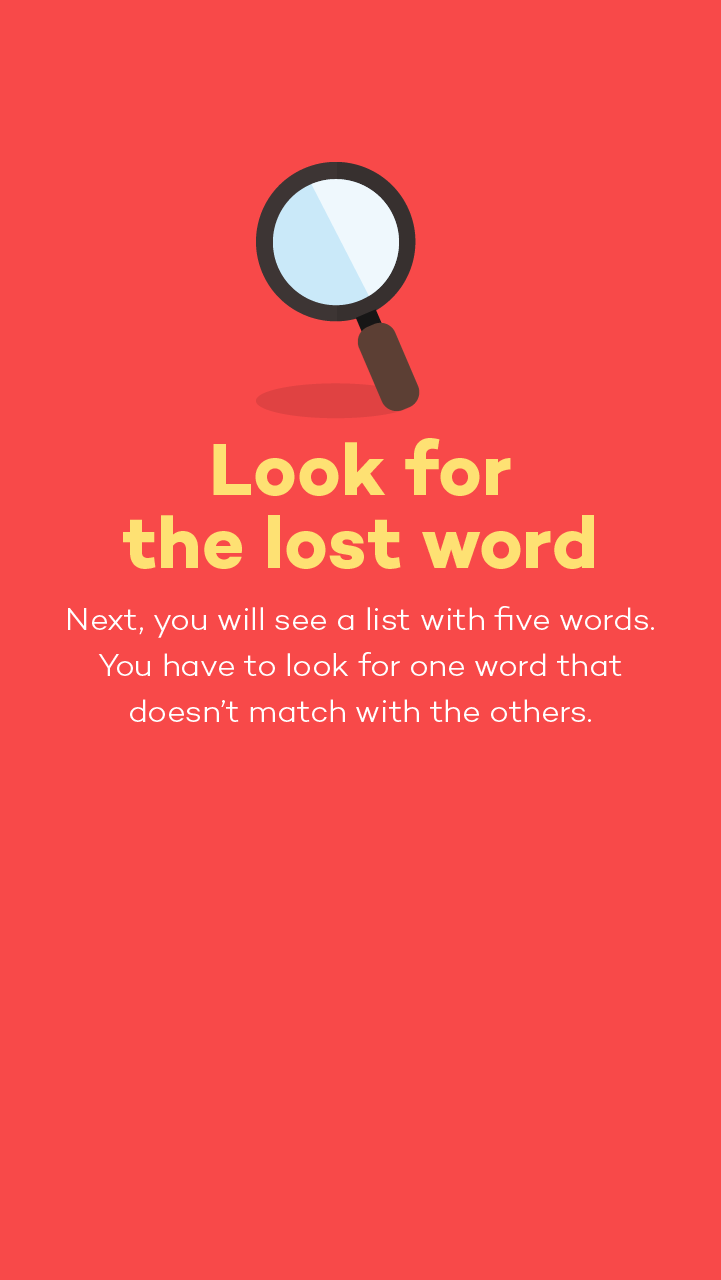 Look for
the lost word
Next, you will see a list with five words.
You have to look for one word that
doesn’t match with the others.